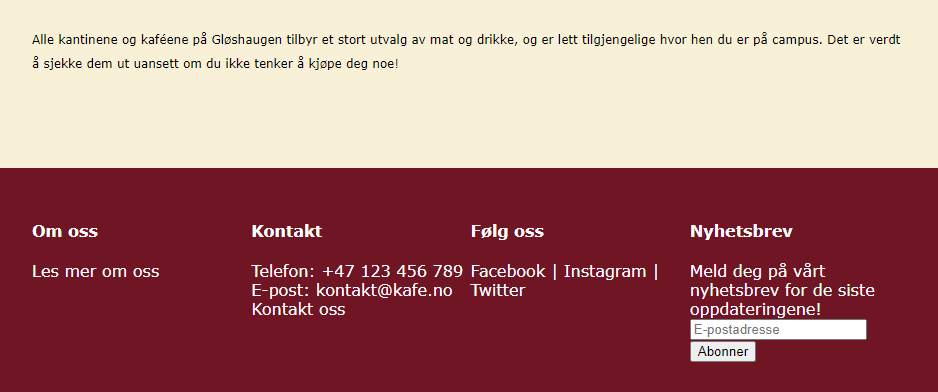 Alle kantinene og kaféene på Gløshaugen tilbyr et stort utvalg av mat og drikke, og er lett tilgjengelige hvor hen du er på campus. Det er verdt
å sjekke dem ut uansett om du ikke tenker å kjøpe deg noe!
Om oss
Les mer om oss
Kontakt
Telefon: +47 123 456 789
E-post: kontakt@kafe.no
Kontakt oss
Følg oss
Facebook | Instagram |
Twitter
Nyhetsbrev
Meld deg på vårt
nyhetsbrev for de siste
oppdateringene!
E-postadresse
Abonner